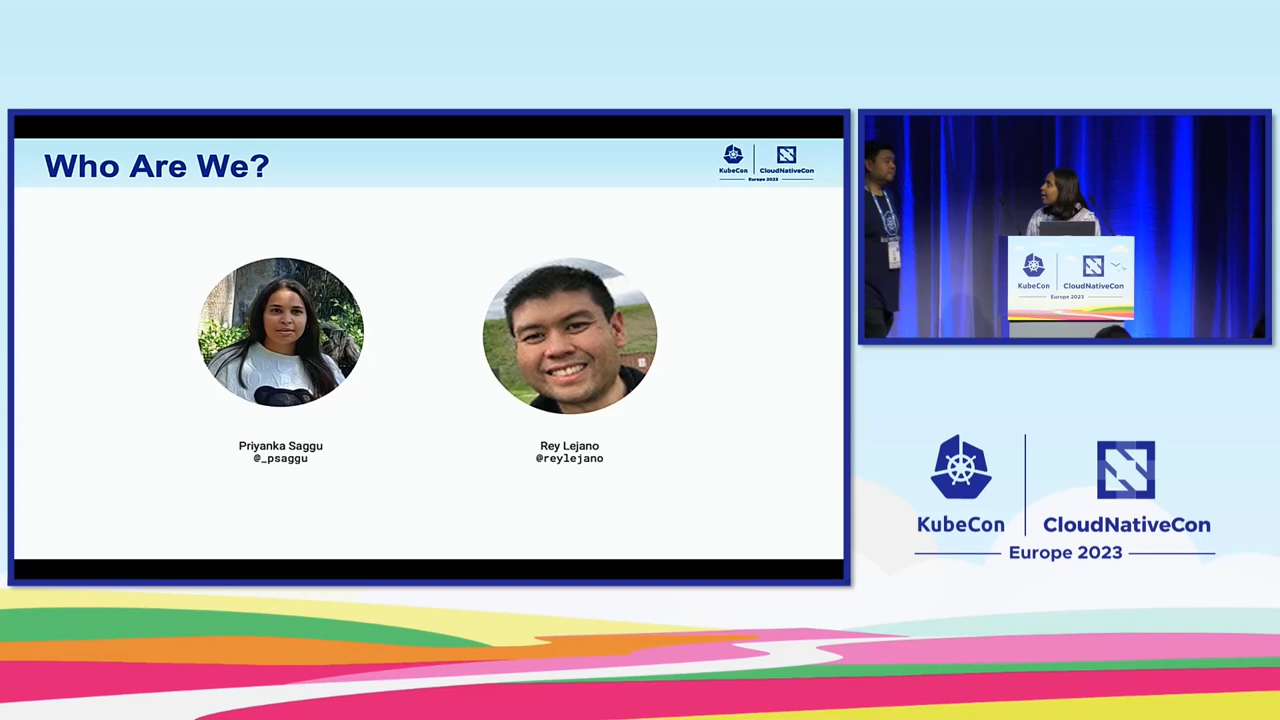 Who Are We?
KubeCon
CloudNativeCon
Europe 2023
Priyanka Saggu
@_psaggu
Rey Lejano
@reylejano
KubeCon
CloudNativeCon
Europe 2023
KubeCon
CloudNativeCon
Europe 2023